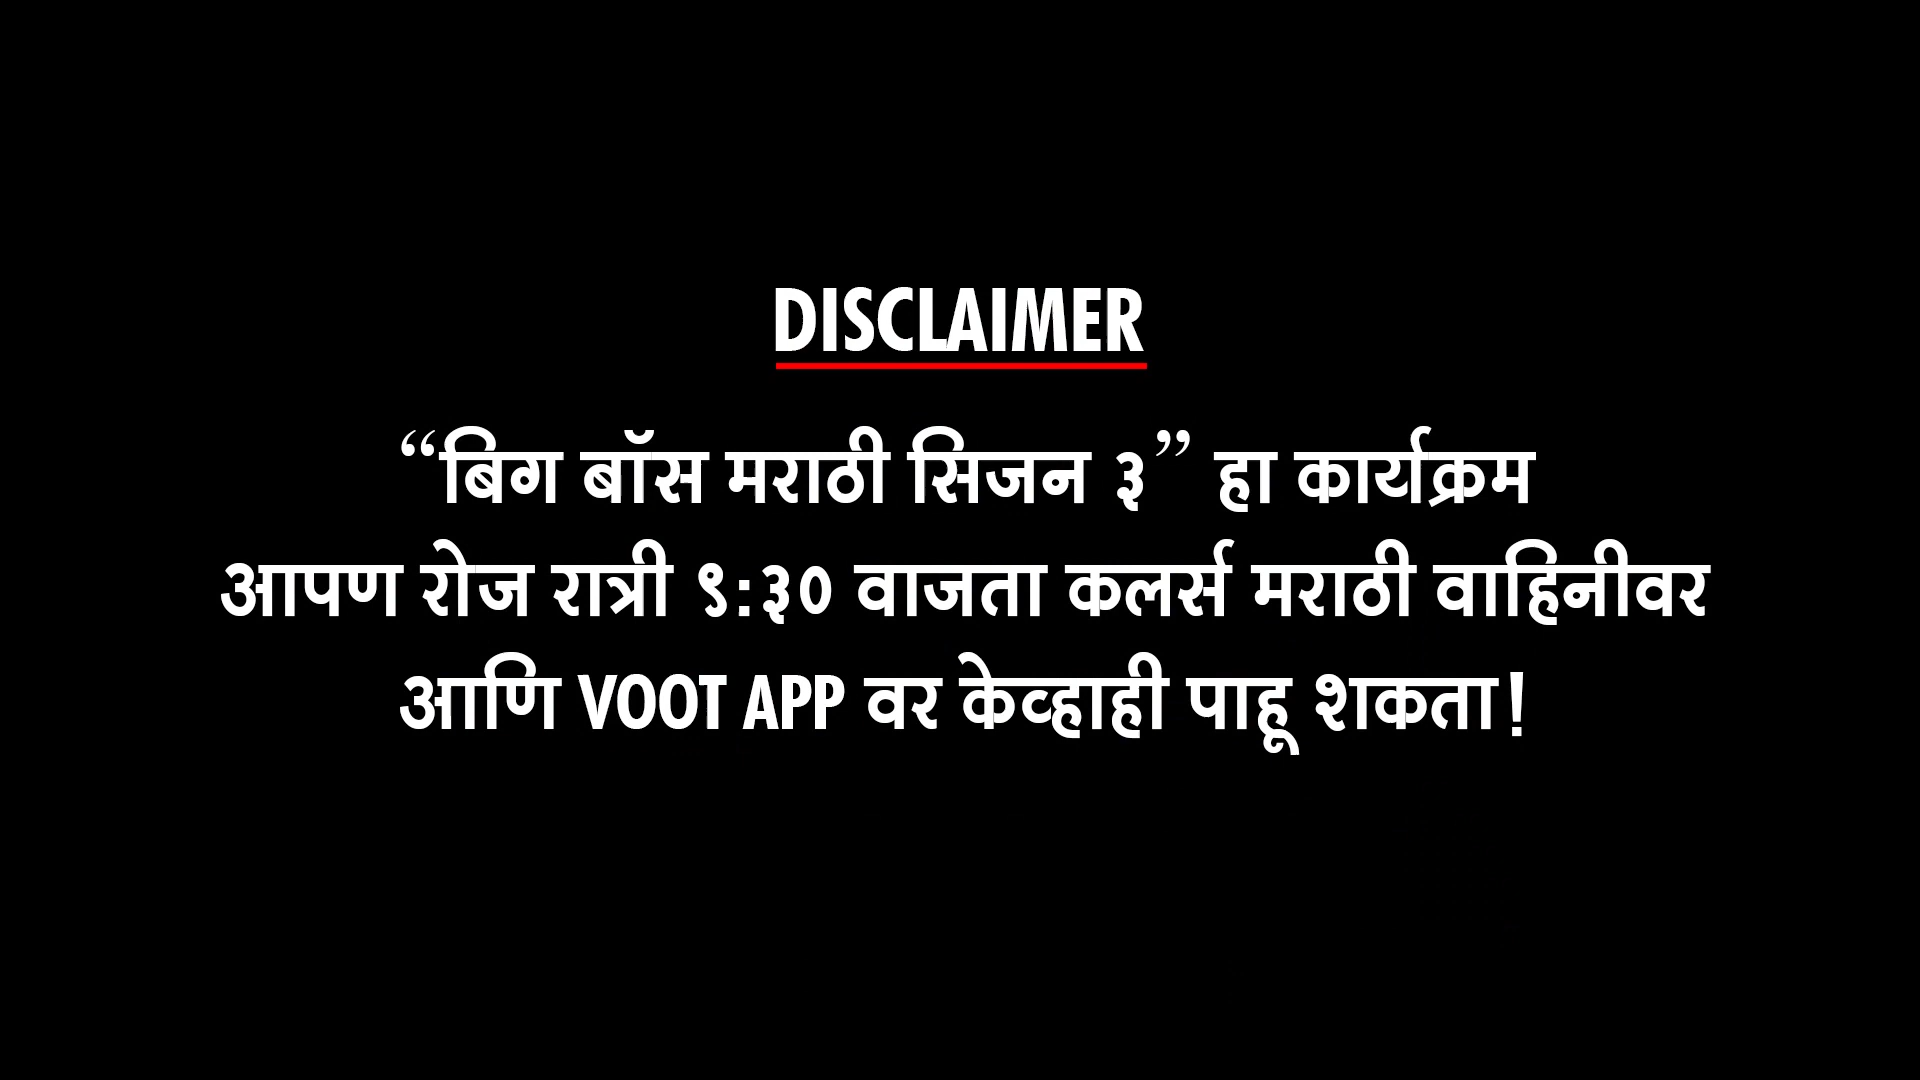 DISCLAIMER
“बिग बॉस मराठी सिजन ३” हा कार्यक्रम
आपण रोज रात्री ९:३० वाजता कलर्स मराठी वाहिनीवर
आणि VOOT APP वर केव्हाही पाहू शकता!